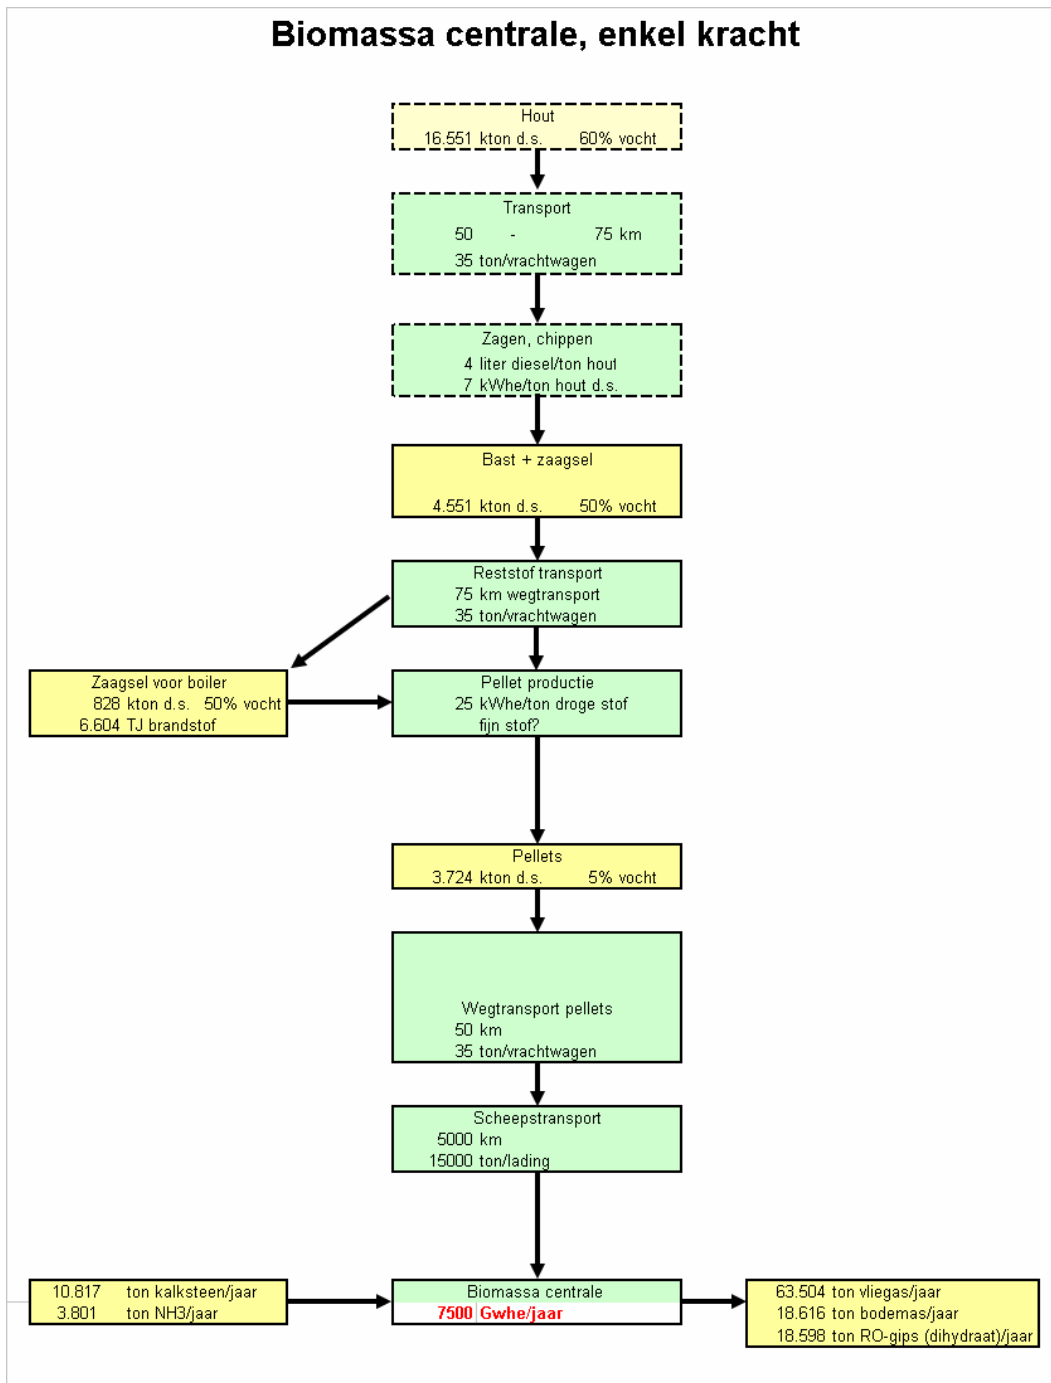 Biomassa centrale, enkel kracht
Hout
16.551 kton d.s. 60% vocht
Transport
50 - 75 km
35 ton/vrachtwagen
Zagen, chippen
4 liter diesel/ton hout
7 kWhe/ton hout d.s.
Bast + zaagsel
4.551 kton d.s. 50% vocht
Reststof transport
75 km wegtransport
35 ton/vrachtwagen
Zaagsel voor boiler
828 kton d.s. 50% vocht
6.604 TJ brandstof
Pellet productie
25 kWhe/ton droge stof
fijn stof?
Pellets
3.724 kton d.s. 5% vocht
Wegtransport pellets
50 km
35 ton/vrachtwagen
Scheepstransport
5000 km
15000 ton/lading
10.817 ton kalksteen/jaar
3.801 ton NH3/jaar
Biomassa centrale
7500 Gwhe/jaar
63.504 ton vliegas/jaar
18.616 ton bodemas/jaar
18.598 ton RO-gips (dihydraat)/jaar